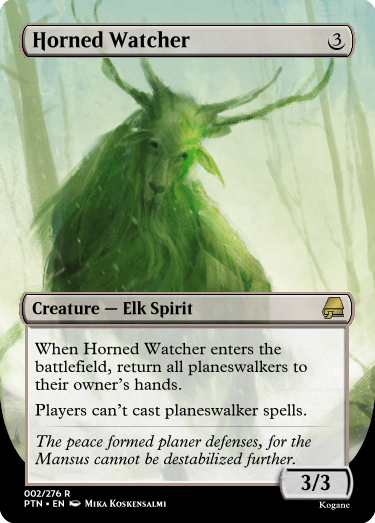 Horned Watcher 3
Creature — Elk Spirit
When Horned Watcher enters the
battlefield, return all planeswalkers to
their owner's hands.
Players can't cast planeswalker spells.
The peace formed planer defenses, for the
Mansus cannot be destabilized further.
3/3
002/276 R
PTN • EN Mika Koskensalmi
Kogane